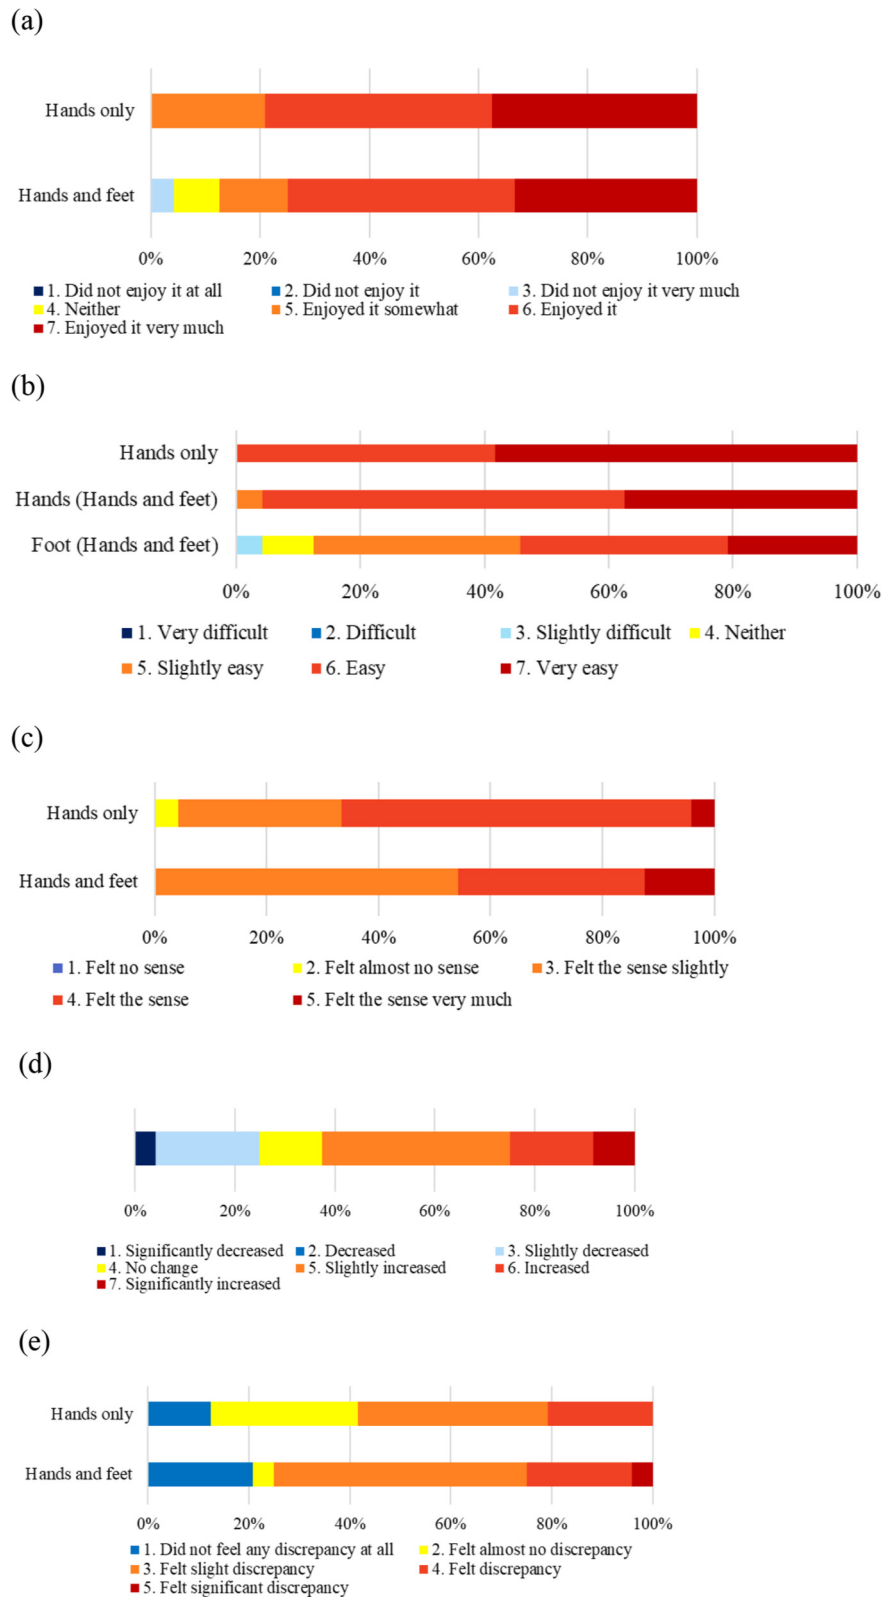 (a)
Hands only
Hands and feet
0% 20% 40% 60% 80% 100%
1. Did not enjoy it at all 2. Did not enjoy it 3. Did not enjoy it very much
4. Neither 5. Enjoyed it somewhat 6. Enjoyed it
7. Enjoyed it very much
(b)
Hands only
Hands (Hands and feet)
Foot (Hands and feet)
0% 20% 40% 60% 80% 100%
1. Very difficult 2. Difficult 3. Slightly difficult 4. Neither
5. Slightly easy 6. Easy 7. Very easy
(c)
Hands only
Hands and feet
0% 20% 40% 60% 80% 100%
1. Felt no sense 2. Felt almost no sense 3. Felt the sense slightly
4. Felt the sense 5. Felt the sense very much
(d)
0% 20% 40% 60% 80% 100%
1. Significantly decreased 2. Decreased 3. Slightly decreased
4. No change 5. Slightly increased 6. Increased
7. Significantly increased
(e)
Hands only
Hands and feet
0% 20% 40% 60% 80% 100%
1. Did not feel any discrepancy at all 2. Felt almost no discrepancy
3. Felt slight discrepancy 4. Felt discrepancy
5. Felt significant discrepancy